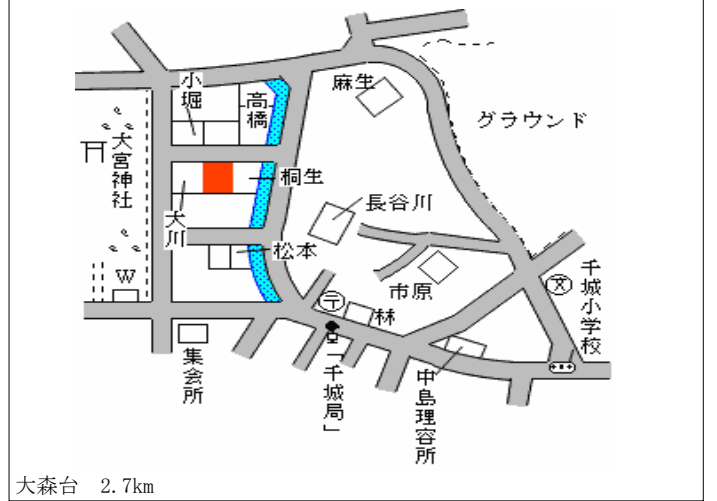 小堀
高橋
麻生
グラウンド
大宮神社
桐生
大川
長谷川
松本
市原
W
〒
林
文
千城小学校
集会所
「千城局」
中島理容所
大森台 2.7km